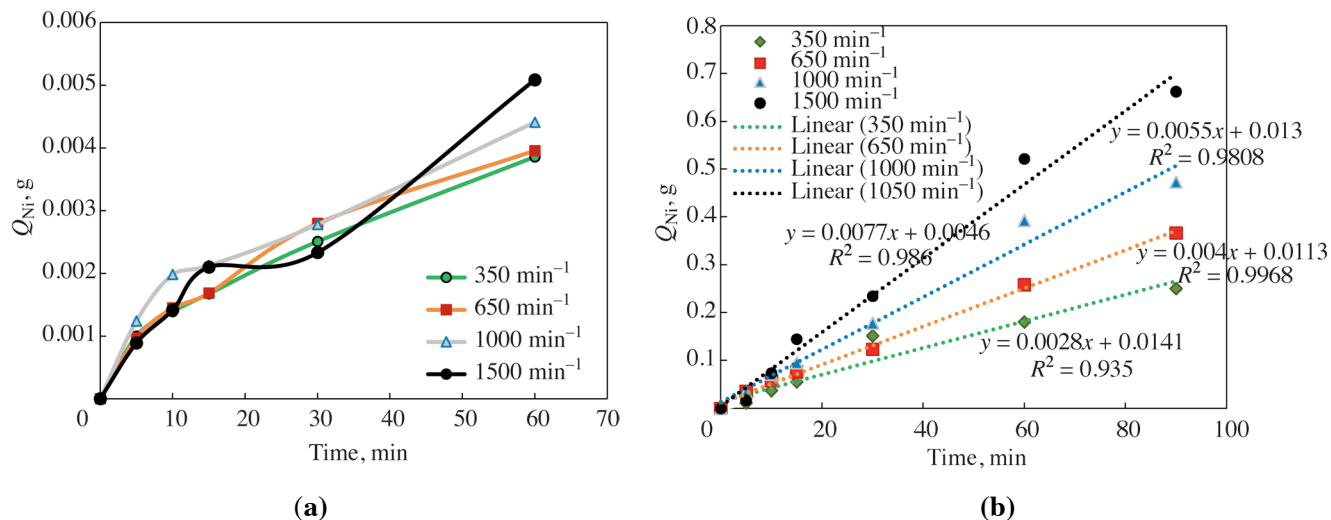 0.006
0.005
0.004
0.003
0.002
0.001
Q_Ni, g
0
10
20
30
40
50
60
70
Time, min
350 min⁻¹
650 min⁻¹
1000 min⁻¹
1500 min⁻¹
(a)
0.8
0.7
0.6
0.5
0.4
0.3
0.2
0.1
Q_Ni, g
0
20
40
60
80
100
Time, min
350 min⁻¹
650 min⁻¹
1000 min⁻¹
1500 min⁻¹
Linear (350 min⁻¹)
Linear (650 min⁻¹)
Linear (1000 min⁻¹)
Linear (1050 min⁻¹)
y = 0.0055x + 0.013
R² = 0.9808
y = 0.0077x + 0.0046
R² = 0.986
y = 0.004x + 0.0113
R² = 0.9968
y = 0.0028x + 0.0141
R² = 0.935
(b)